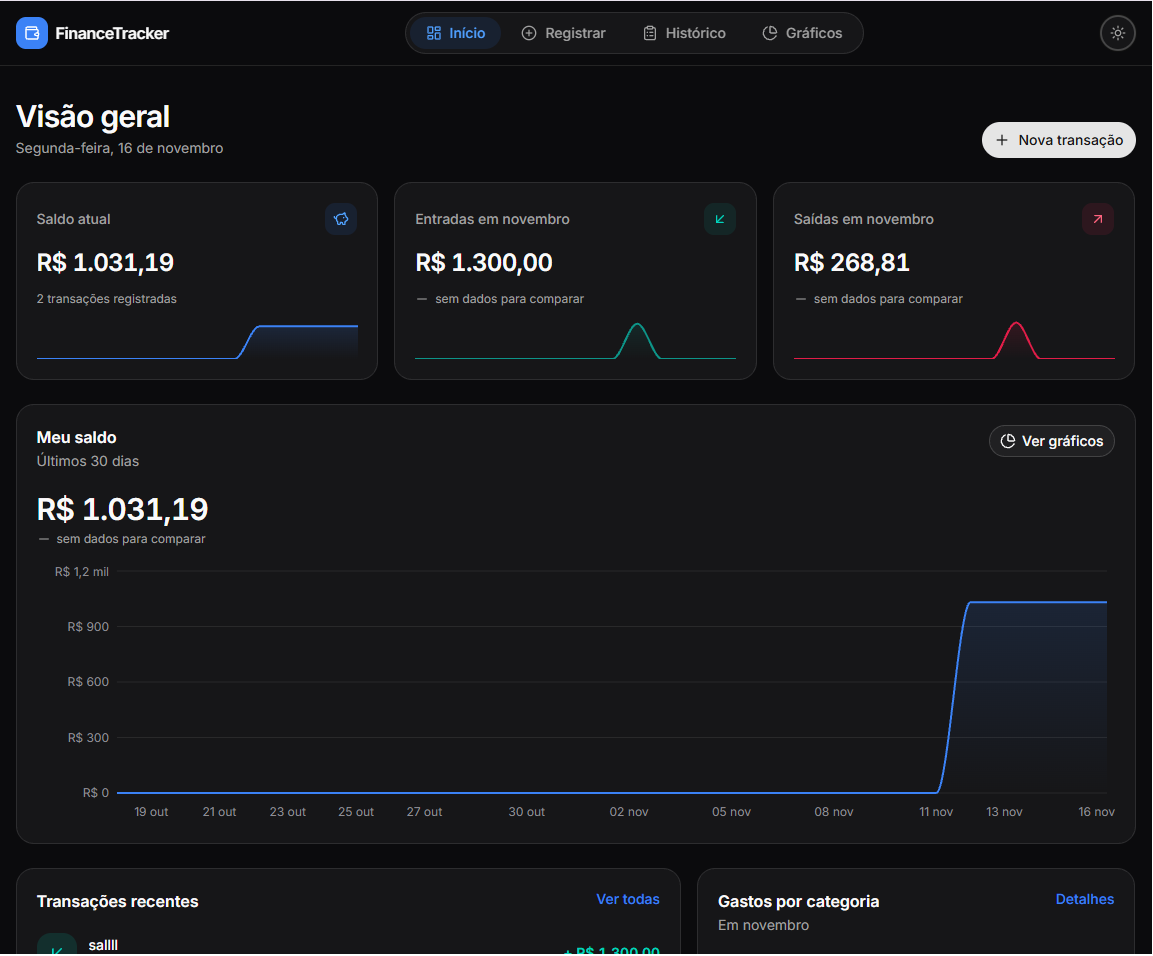 FinanceTracker
Início
Registrar
Histórico
Gráficos
Visão geral
Segunda-feira, 16 de novembro
Nova transação
Saldo atual
R$ 1.031,19
2 transações registradas
Entradas em novembro
R$ 1.300,00
— sem dados para comparar
Saídas em novembro
R$ 268,81
— sem dados para comparar
Meu saldo
Últimos 30 dias
Ver gráficos
R$ 1.031,19
— sem dados para comparar
R$ 1,2 mil
R$ 900
R$ 600
R$ 300
R$ 0
19 out 21 out 23 out 25 out 27 out 30 out 02 nov 05 nov 08 nov 11 nov 13 nov 16 nov
Transações recentes
Ver todas
sallll
+ R$ 1.300,00
Gastos por categoria
Detalhes
Em novembro